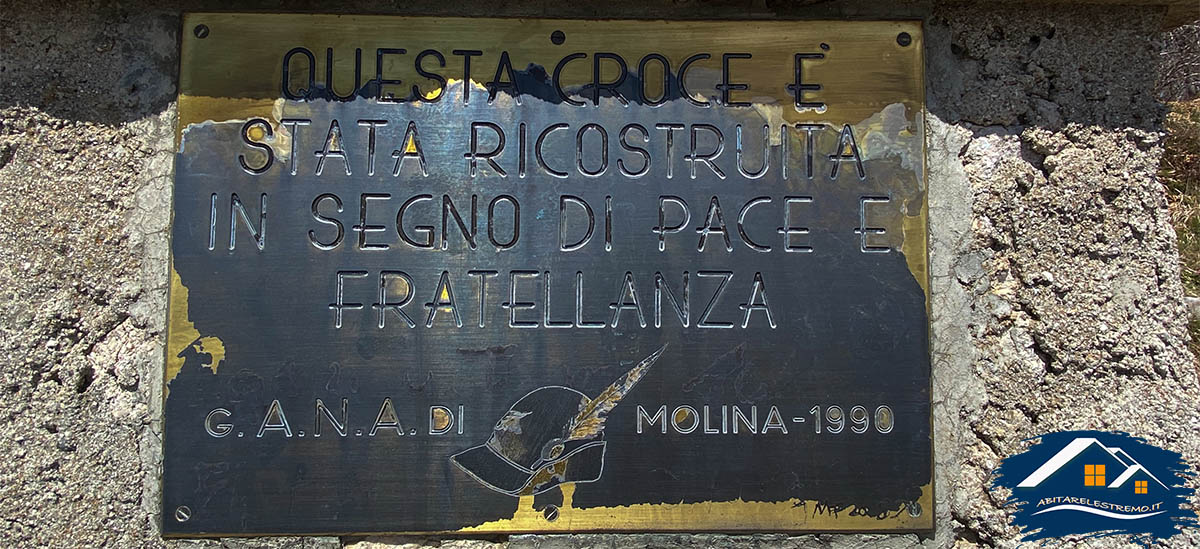 QUESTA CROCE È
STATA RICOSTRUITA
IN SEGNO DI PACE E
FRATELLANZA
G. A.N.A. DI MOLINA-1990
ABITARELESTREMO.IT